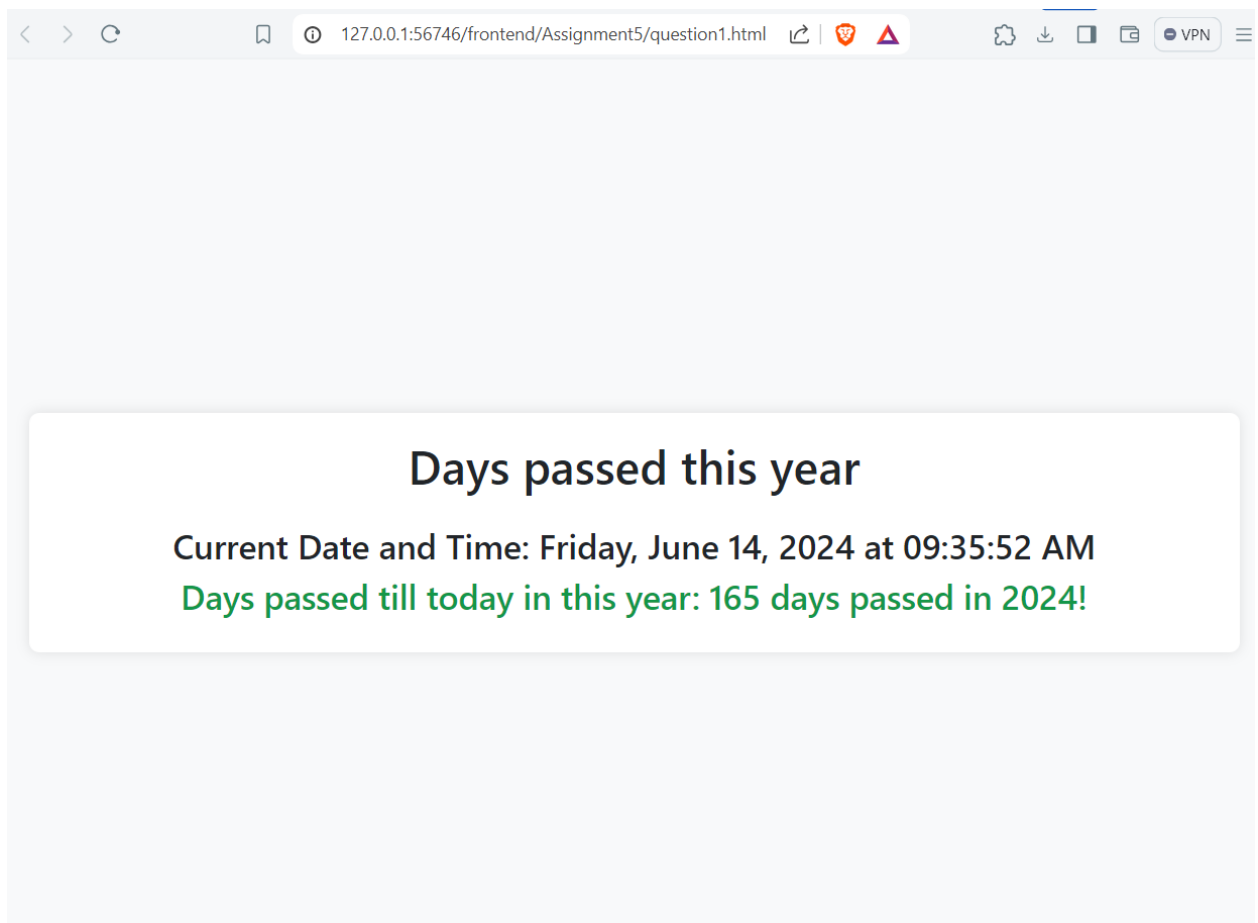 127.0.0.1:56746/frontend/Assignment5/question1.html
VPN
Days passed this year
Current Date and Time: Friday, June 14, 2024 at 09:35:52 AM
Days passed till today in this year: 165 days passed in 2024!